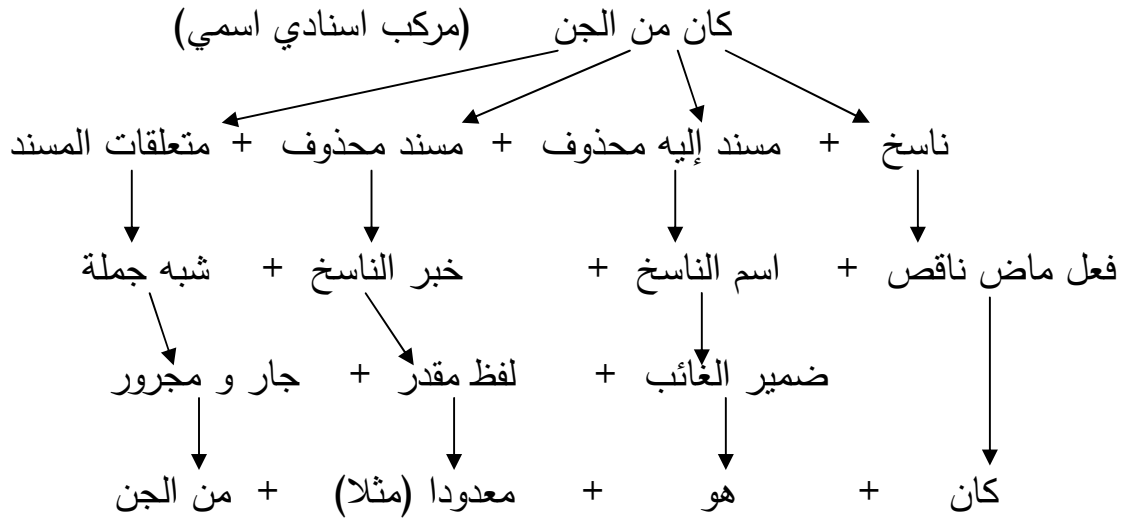 كان من الجن (مركب اسنادي اسمي)
ناسخ + مسند إليه محذوف + مسند محذوف + متعلقات المسند
فعل ماض ناقص + اسم الناسخ + خبر الناسخ + شبه جملة
ضمير الغائب + لفظ مقدر + جار و مجرور
كان + هو + معدودا (مثلا) + من الجن